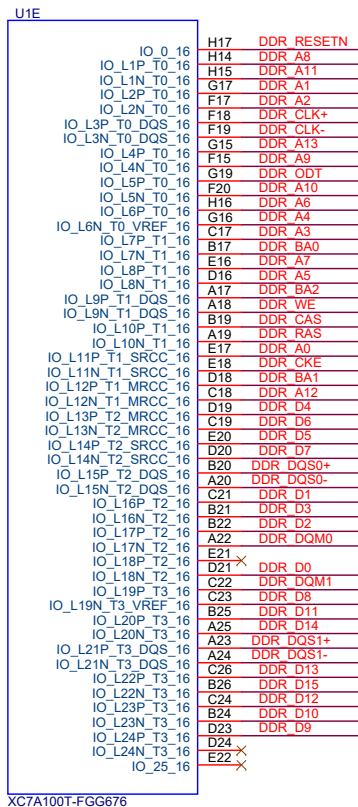 U1E
IO_0_16 H17 DDR_RESETN
IO_L1P_T0_16 H14 DDR_A8
IO_L1N_T0_16 H15 DDR_A11
IO_L2P_T0_16 G17 DDR_A1
IO_L2N_T0_16 F17 DDR_A2
IO_L3P_T0_DQS_16 F18 DDR_CLK+
IO_L3N_T0_DQS_16 F19 DDR_CLK-
IO_L4P_T0_16 G15 DDR_A13
IO_L4N_T0_16 F15 DDR_A9
IO_L5P_T0_16 G19 DDR_ODT
IO_L5N_T0_16 F20 DDR_A10
IO_L6P_T0_16 H16 DDR_A6
IO_L6N_T0_VREF_16 G16 DDR_A4
IO_L7P_T1_16 C17 DDR_A3
IO_L7N_T1_16 B17 DDR_BA0
IO_L8P_T1_16 E16 DDR_A7
IO_L8N_T1_16 D16 DDR_A5
IO_L9P_T1_DQS_16 A17 DDR_BA2
IO_L9N_T1_DQS_16 A18 DDR_WE
IO_L10P_T1_16 B19 DDR_CAS
IO_L10N_T1_16 A19 DDR_RAS
IO_L11P_T1_SRCC_16 E17 DDR_A0
IO_L11N_T1_SRCC_16 E18 DDR_CKE
IO_L12P_T1_MRCC_16 D18 DDR_BA1
IO_L12N_T1_MRCC_16 C18 DDR_A12
IO_L13P_T2_MRCC_16 D19 DDR_D4
IO_L13N_T2_MRCC_16 C19 DDR_D6
IO_L14P_T2_SRCC_16 E20 DDR_D5
IO_L14N_T2_SRCC_16 D20 DDR_D7
IO_L15P_T2_DQS_16 B20 DDR_DQS0+
IO_L15N_T2_DQS_16 A20 DDR_DQS0-
IO_L16P_T2_16 C21 DDR_D1
IO_L16N_T2_16 B21 DDR_D3
IO_L17P_T2_16 B22 DDR_D2
IO_L17N_T2_16 A22 DDR_DQM0
IO_L18P_T2_16 E21
IO_L18N_T2_16 D21 DDR_D0
IO_L19P_T3_16 C22 DDR_DQM1
IO_L19N_T3_VREF_16 C23 DDR_D8
IO_L20P_T3_16 B25 DDR_D11
IO_L20N_T3_16 A25 DDR_D14
IO_L21P_T3_DQS_16 A23 DDR_DQS1+
IO_L21N_T3_DQS_16 A24 DDR_DQS1-
IO_L22P_T3_16 C26 DDR_D13
IO_L22N_T3_16 B26 DDR_D15
IO_L23P_T3_16 C24 DDR_D12
IO_L23N_T3_16 B24 DDR_D10
IO_L24P_T3_16 D23 DDR_D9
IO_L24N_T3_16 D24
IO_25_16 E22
XC7A100T-FGG676